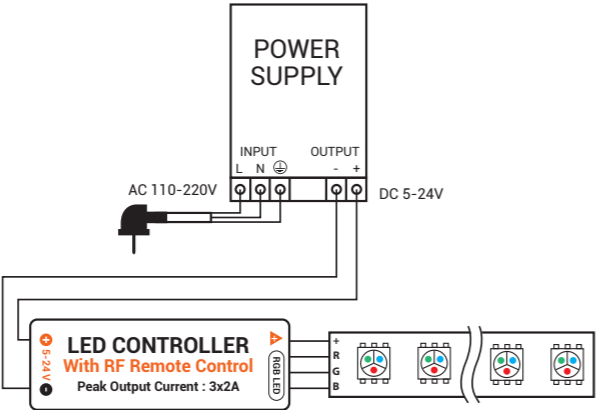 POWER
SUPPLY
INPUT OUTPUT
L N - +
AC 110-220V
DC 5-24V
+ 5-24 V -
LED CONTROLLER
With RF Remote Control
Peak Output Current : 3x2A
RGB LED
+
R
G
B